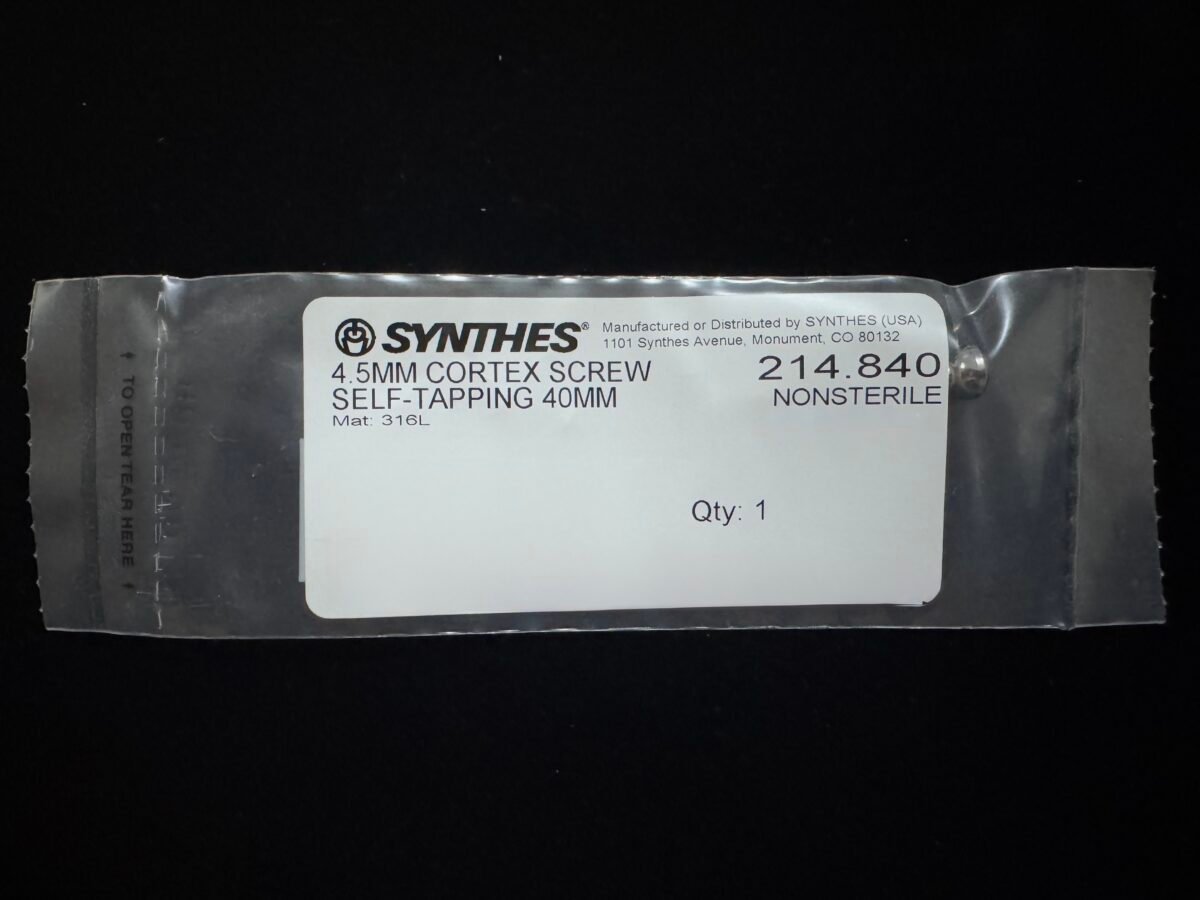 SYNTHES®
Manufactured or Distributed by SYNTHES (USA)
1101 Synthes Avenue, Monument, CO 80132
4.5MM CORTEX SCREW
214.840
SELF-TAPPING 40MM
NONSTERILE
Mat: 316L
Qty: 1
TO OPEN TEAR HERE